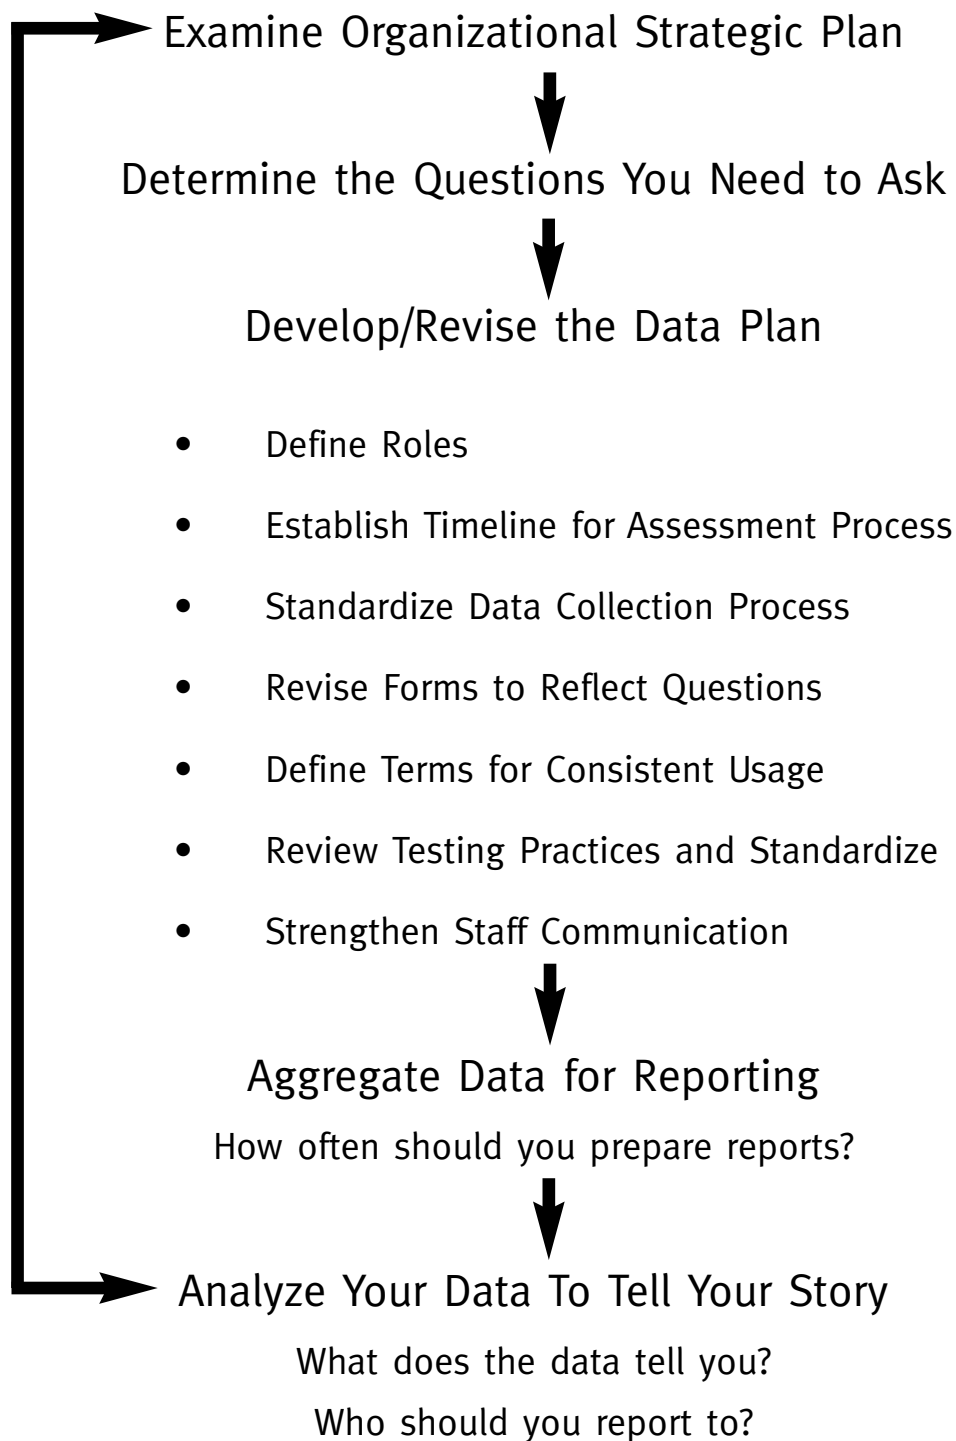 Examine Organizational Strategic Plan
Determine the Questions You Need to Ask
Develop/Revise the Data Plan
• Define Roles
• Establish Timeline for Assessment Process
• Standardize Data Collection Process
• Revise Forms to Reflect Questions
• Define Terms for Consistent Usage
• Review Testing Practices and Standardize
• Strengthen Staff Communication
Aggregate Data for Reporting
How often should you prepare reports?
Analyze Your Data To Tell Your Story
What does the data tell you?
Who should you report to?